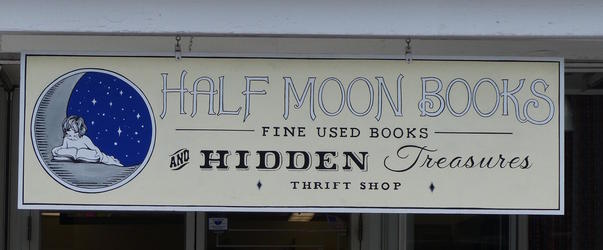 HALF MOON BOOKS
FINE USED BOOKS
AND HIDDEN Treasures
THRIFT SHOP